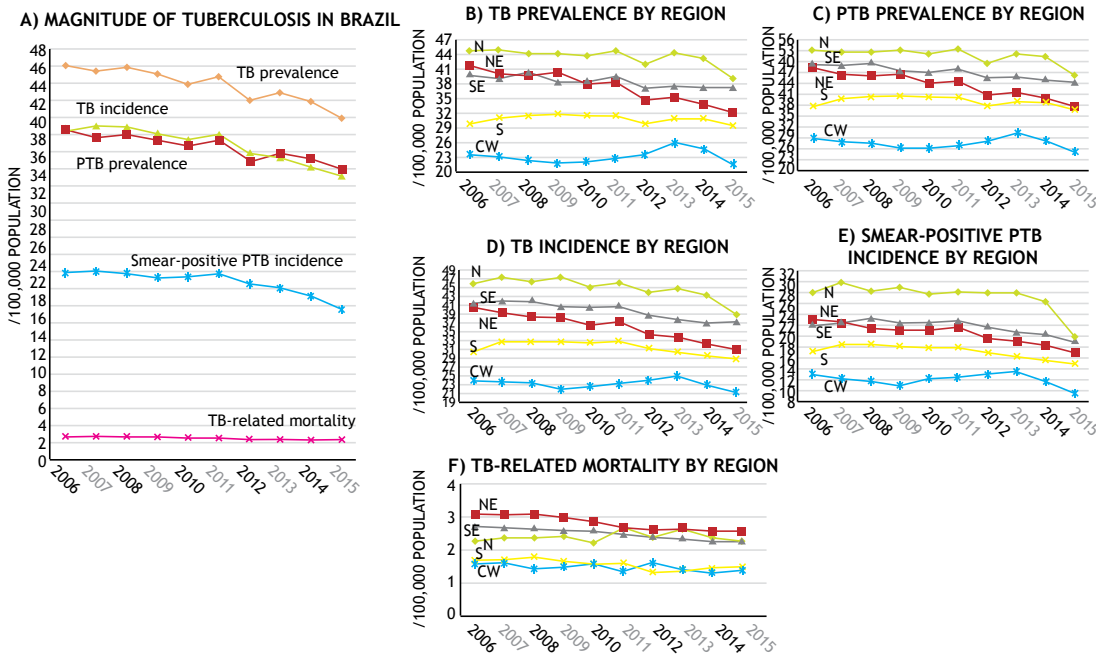 A) MAGNITUDE OF TUBERCULOSIS IN BRAZIL
/100,000 POPULATION
48
46
44
42
40
38
36
34
32
38
28
26
24
22
20
18
16
14
12
10
8
6
4
2
0
TB prevalence
TB incidence
PTB prevalence
Smear-positive PTB incidence
TB-related mortality
2006 2007 2008 2009 2010 2011 2012 2013 2014 2015
B) TB PREVALENCE BY REGION
/100,000 POPULATION
47
44
41
38
35
32
29
26
23
20
N
NE
SE
S
CW
2006 2007 2008 2009 2010 2011 2012 2013 2014 2015
C) PTB PREVALENCE BY REGION
/100,000 POPULATION
56
53
40
47
44
38
35
32
26
23
20
N
SE
NE
S
CW
2006 2007 2008 2009 2010 2011 2012 2013 2014 2015
D) TB INCIDENCE BY REGION
/100,000 POPULATION
49
47
45
43
41
39
37
35
33
31
29
27
25
23
21
19
N
SE
NE
S
CW
2006 2007 2008 2009 2010 2011 2012 2013 2014 2015
E) SMEAR-POSITIVE PTB
INCIDENCE BY REGION
/100,000 POPULATION
32
30
28
26
24
22
20
18
16
14
12
10
8
N
NE
SE
S
CW
2006 2007 2008 2009 2010 2011 2012 2013 2014 2015
F) TB-RELATED MORTALITY BY REGION
/100,000 POPULATION
4
3
2
1
0
NE
SE
N
S
CW
2006 2007 2008 2009 2010 2011 2012 2013 2014 2015